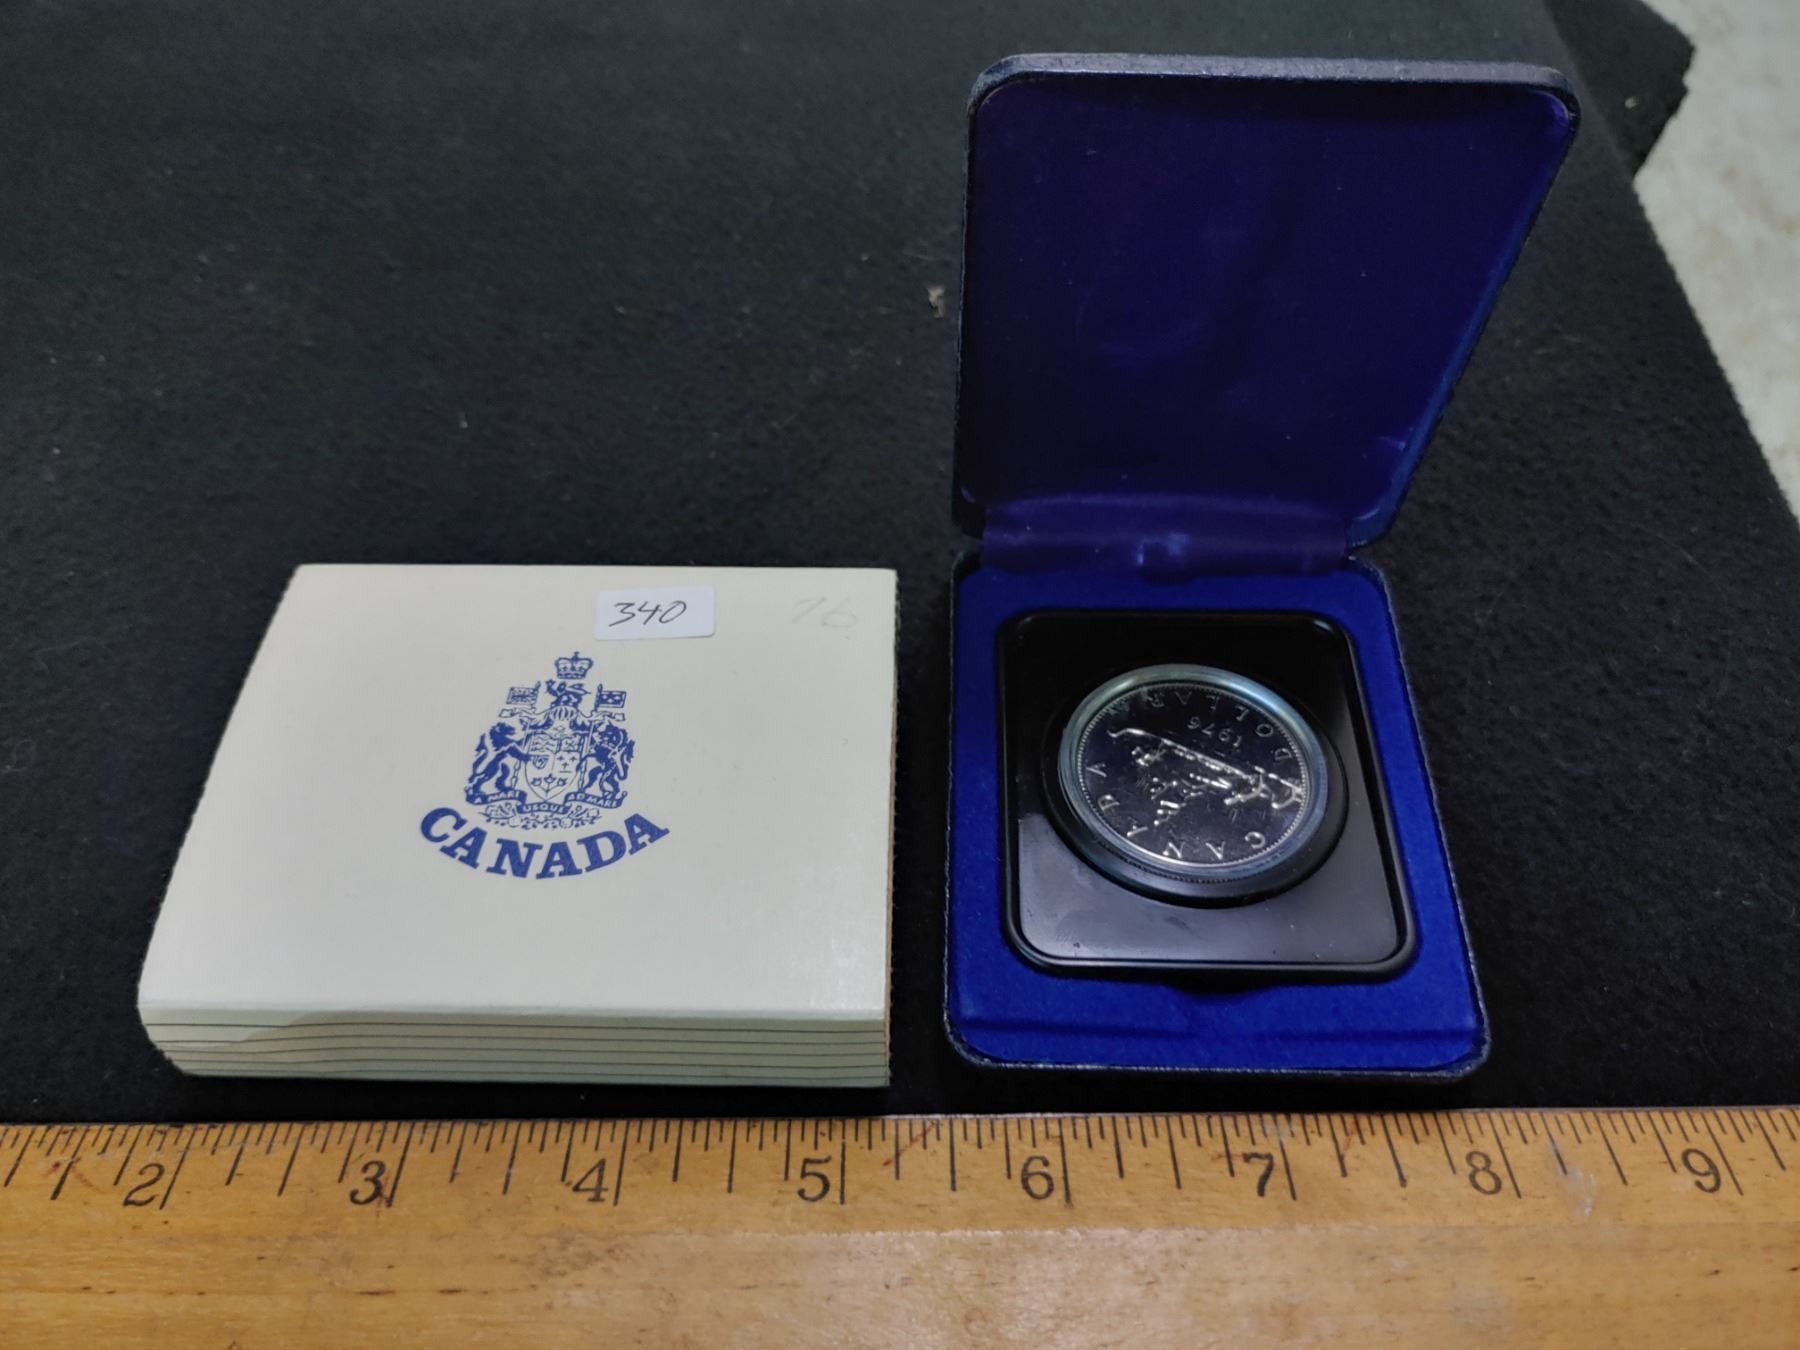 340
76
A MARI USQUE AD MARE
CANADA
CANADA
1976
DOLLAR
2 3 4 5 6 7 8 9